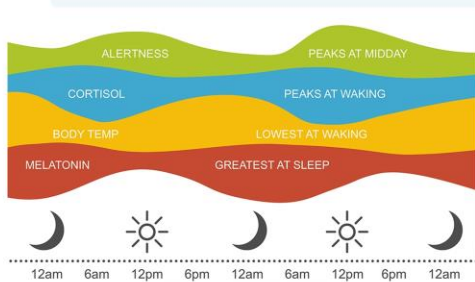 ALERTNESS PEAKS AT MIDDAY
CORTISOL PEAKS AT WAKING
BODY TEMP LOWEST AT WAKING
MELATONIN GREATEST AT SLEEP
12am 6am 12pm 6pm 12am 6am 12pm 6pm 12am